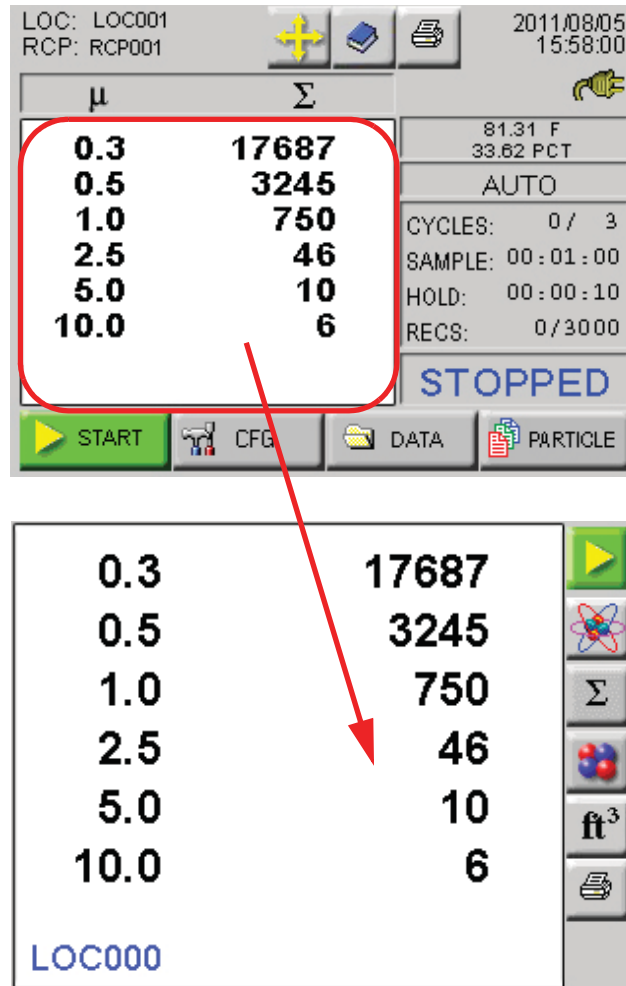 LOC: LOC001 2011/08/05
RCP: RCP001 15:58:00
µ Σ
0.3 17687
0.5 3245
1.0 750
2.5 46
5.0 10
10.0 6
81.31 F
33.62 PCT
AUTO
CYCLES: 0/ 3
SAMPLE: 00:01:00
HOLD: 00:00:10
RECS: 0/3000
STOPPED
START CFG DATA PARTICLE
0.3 17687
0.5 3245
1.0 750
2.5 46
5.0 10
10.0 6
LOC000
Σ
ft³